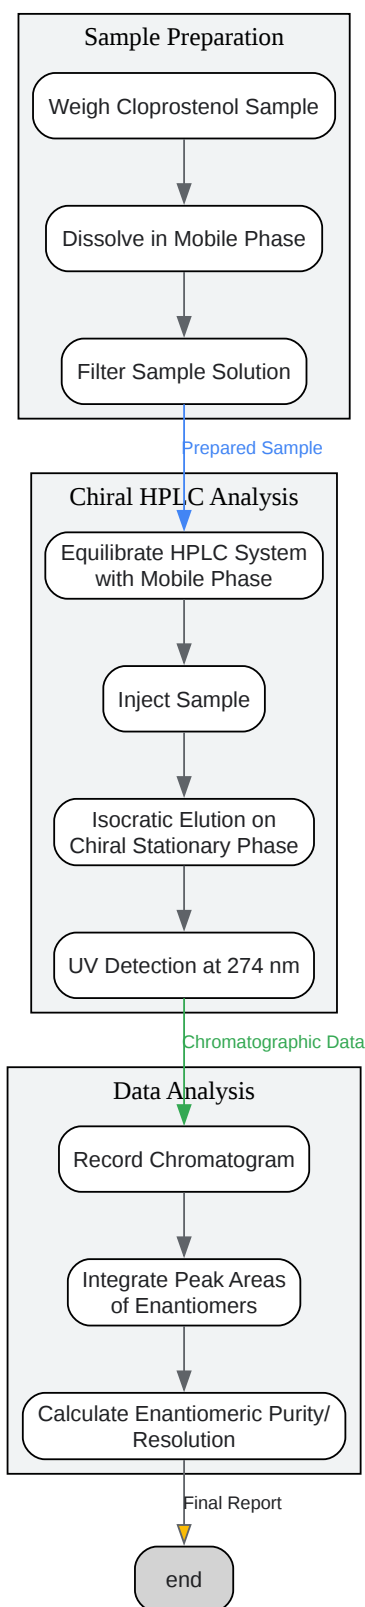 Sample Preparation
Weigh Cloprostenol Sample
Dissolve in Mobile Phase
Filter Sample Solution
Prepared Sample
Chiral HPLC Analysis
Equilibrate HPLC System
with Mobile Phase
Inject Sample
Isocratic Elution on
Chiral Stationary Phase
UV Detection at 274 nm
Chromatographic Data
Data Analysis
Record Chromatogram
Integrate Peak Areas
of Enantiomers
Calculate Enantiomeric Purity/
Resolution
Final Report
end